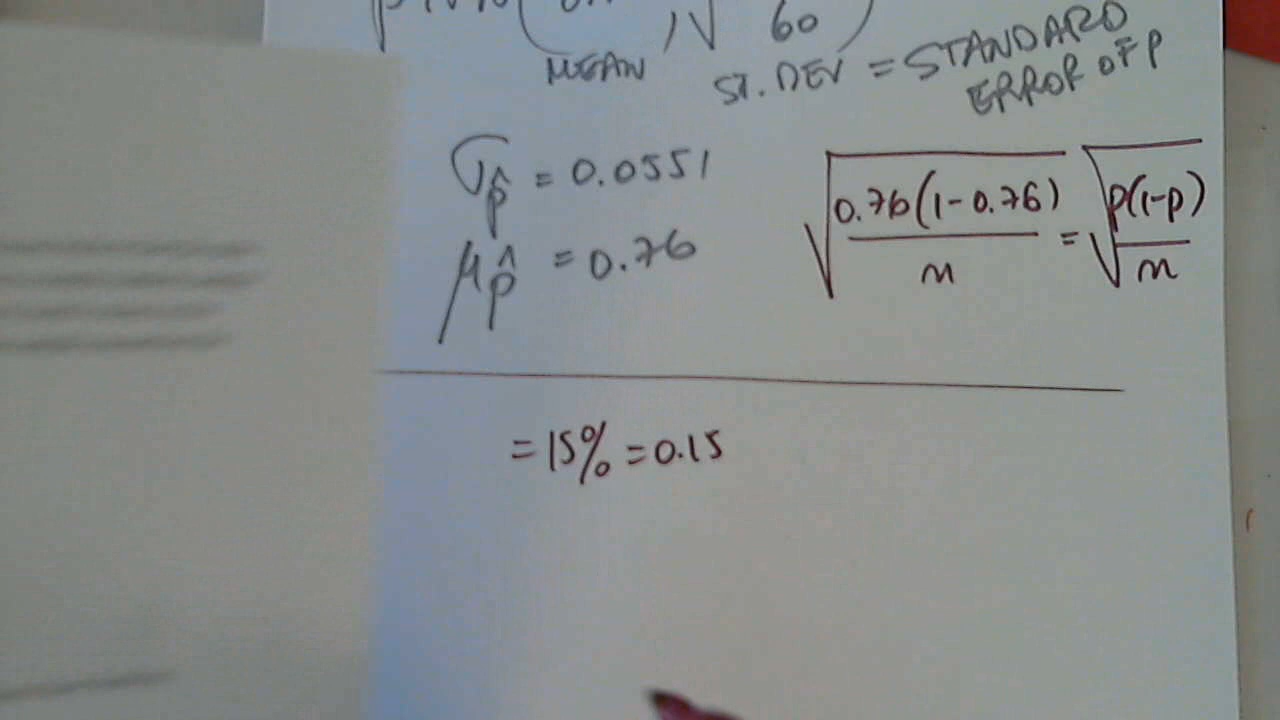 60
MEAN ST. DEV = STANDARD
ERROR OF P
σp̂ = 0.0551
μp̂ = 0.76
√(0.76(1-0.76)/n) = √(p(1-p)/n)
= 15% = 0.15